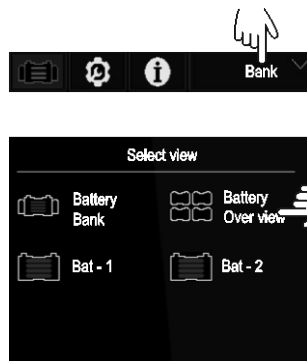 Bank
Select view
Battery
Bank
Battery
Over view
Bat - 1
Bat - 2